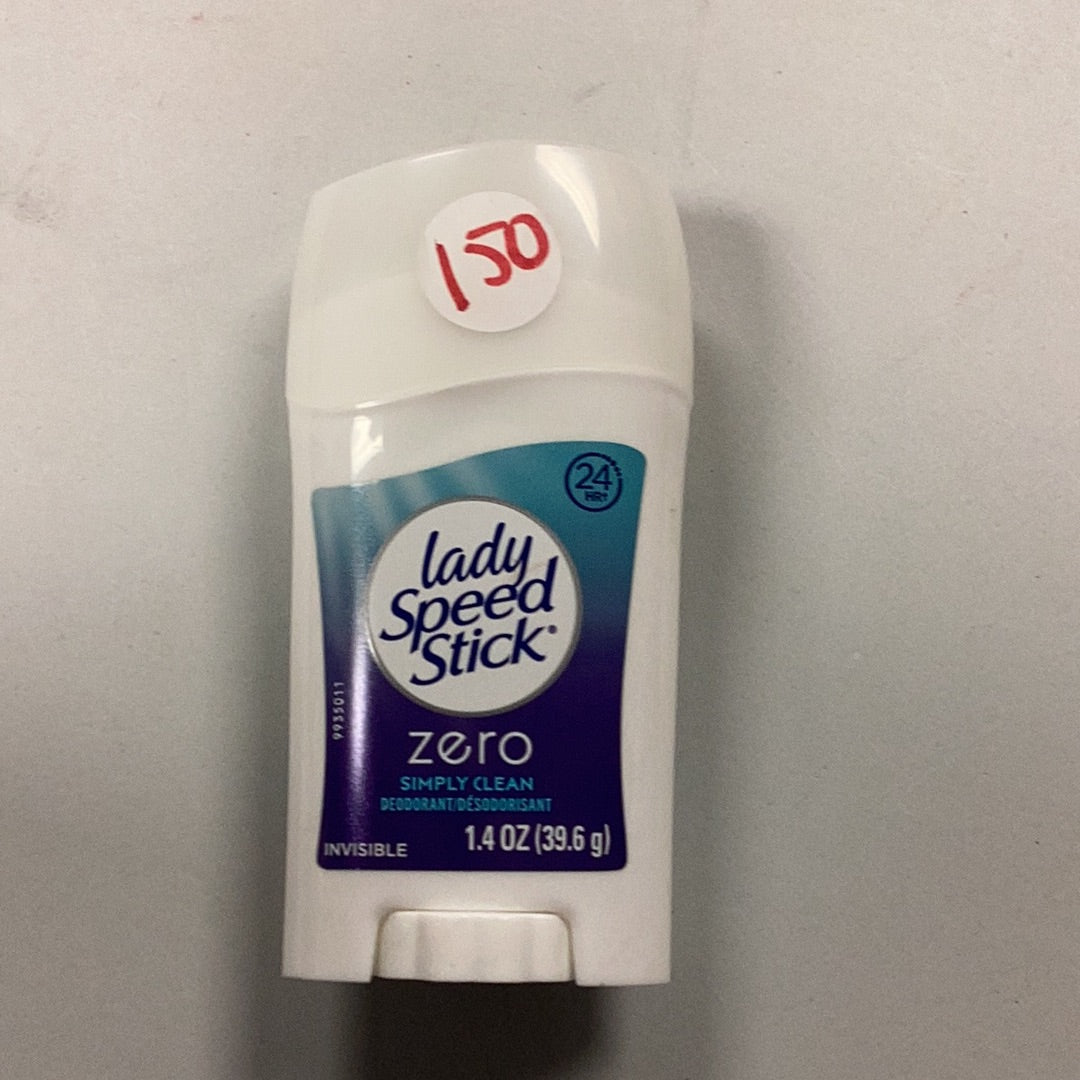 150
24
HR†
lady
Speed
Stick®
zero
SIMPLY CLEAN
DEODORANT/DÉSODORISANT
INVISIBLE 1.4 OZ (39.6 g)
9935011